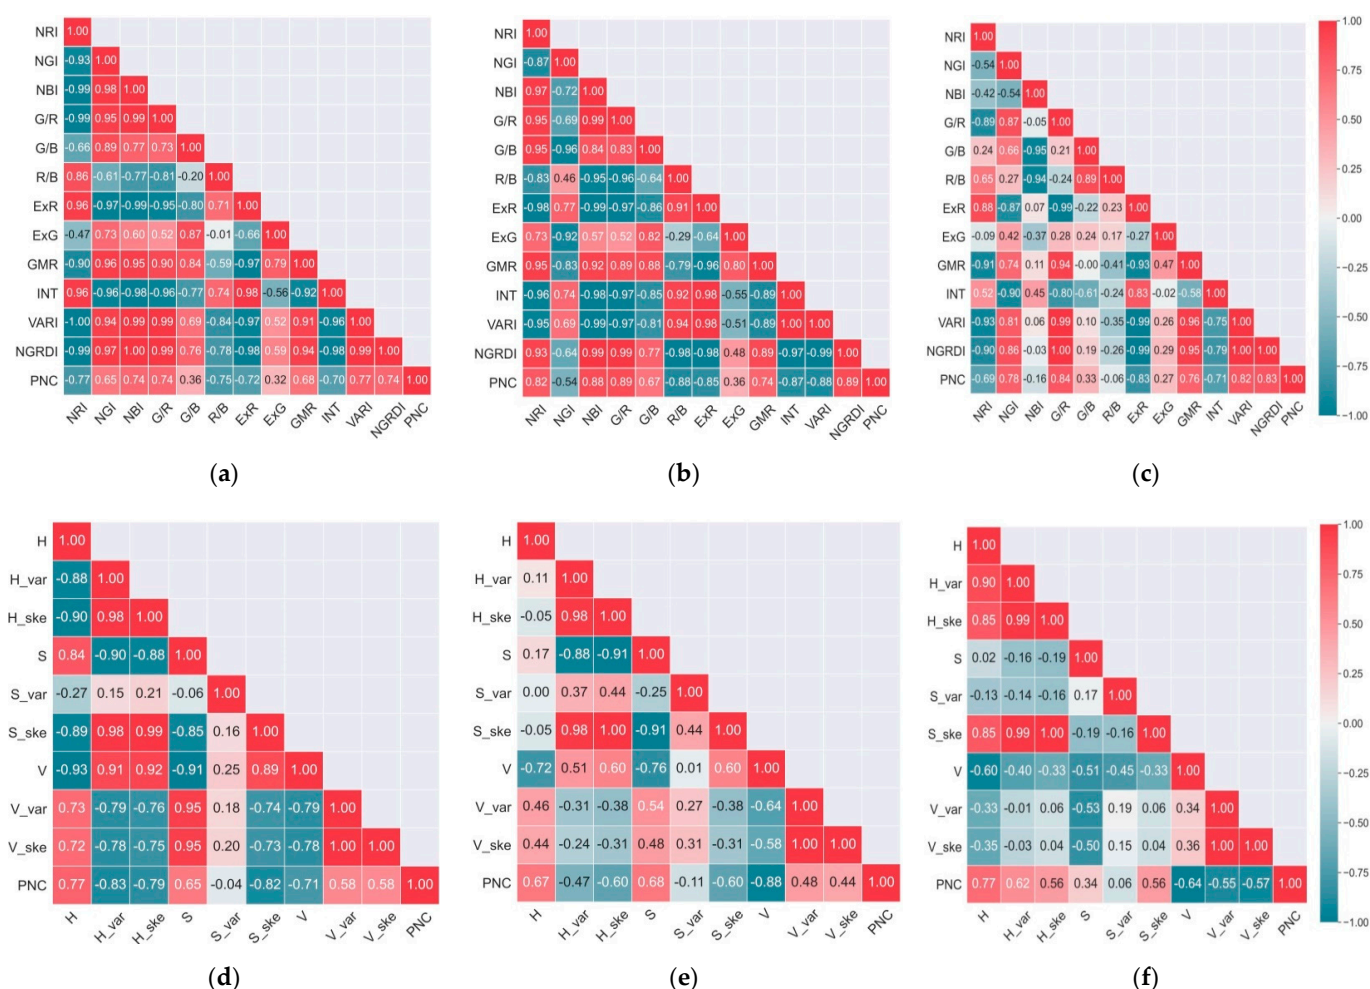 NRI 1.00
NGI -0.93 1.00
NBI -0.99 0.98 1.00
G/R -0.99 0.95 0.99 1.00
G/B -0.66 0.89 0.77 0.73 1.00
R/B 0.86 -0.61 -0.77 -0.81 -0.20 1.00
ExR 0.96 -0.97 -0.99 -0.95 -0.80 0.71 1.00
ExG -0.47 0.73 0.60 0.52 0.87 -0.01 -0.66 1.00
GMR -0.90 0.96 0.95 0.90 0.84 -0.59 -0.97 0.79 1.00
INT 0.96 -0.96 -0.98 -0.96 -0.77 0.74 0.98 -0.56 -0.92 1.00
VARI -1.00 0.94 0.99 0.99 0.69 -0.84 -0.97 0.52 0.91 -0.96 1.00
NGRDI -0.99 0.97 1.00 0.99 0.76 -0.78 -0.98 0.59 0.94 -0.98 0.99 1.00
PNC -0.77 0.65 0.74 0.74 0.36 -0.75 -0.72 0.32 0.68 -0.70 0.77 0.74 1.00
NRI NGI NBI G/R G/B R/B ExR ExG GMR INT VARI NGRDI PNC
(a)
NRI 1.00
NGI -0.87 1.00
NBI 0.97 -0.72 1.00
G/R 0.95 -0.69 0.99 1.00
G/B 0.95 -0.96 0.84 0.83 1.00
R/B -0.83 0.46 -0.95 -0.96 -0.64 1.00
ExR -0.98 0.77 -0.99 -0.97 -0.86 0.91 1.00
ExG 0.73 -0.92 0.57 0.52 0.82 -0.29 -0.64 1.00
GMR 0.95 -0.83 0.92 0.89 0.88 -0.79 -0.96 0.80 1.00
INT -0.96 0.74 -0.98 -0.97 -0.85 0.92 0.98 -0.55 -0.89 1.00
VARI -0.95 0.69 -0.99 -0.97 -0.81 0.94 0.98 -0.51 -0.89 1.00 1.00
NGRDI 0.93 -0.64 0.99 0.99 0.77 -0.98 -0.98 0.48 0.89 -0.97 -0.99 1.00
PNC 0.82 -0.54 0.88 0.89 0.67 -0.88 -0.85 0.36 0.74 -0.87 -0.88 0.89 1.00
NRI NGI NBI G/R G/B R/B ExR ExG GMR INT VARI NGRDI PNC
(b)
NRI 1.00
NGI -0.54 1.00
NBI -0.42 -0.54 1.00
G/R -0.89 0.87 -0.05 1.00
G/B 0.24 0.66 -0.95 0.21 1.00
R/B 0.65 0.27 -0.94 -0.24 0.89 1.00
ExR 0.88 -0.87 0.07 -0.99 -0.22 0.23 1.00
ExG -0.09 0.42 -0.37 0.28 0.24 0.17 -0.27 1.00
GMR -0.91 0.74 0.11 0.94 -0.00 -0.41 -0.93 0.47 1.00
INT 0.52 -0.90 0.45 -0.80 -0.61 -0.24 0.83 -0.02 -0.58 1.00
VARI -0.93 0.81 0.06 0.99 0.10 -0.35 -0.99 0.26 0.96 -0.75 1.00
NGRDI -0.90 0.86 -0.03 1.00 0.19 -0.26 -0.99 0.29 0.95 -0.79 1.00 1.00
PNC -0.69 0.78 -0.16 0.84 0.33 -0.06 -0.83 0.27 0.76 -0.71 0.82 0.83 1.00
NRI NGI NBI G/R G/B R/B ExR ExG GMR INT VARI NGRDI PNC
1.00
0.75
0.50
0.25
0.00
-0.25
-0.50
-0.75
-1.00
(c)
H 1.00
H_var -0.88 1.00
H_ske -0.90 0.98 1.00
S 0.84 -0.90 -0.88 1.00
S_var -0.27 0.15 0.21 -0.06 1.00
S_ske -0.89 0.98 0.99 -0.85 0.16 1.00
V -0.93 0.91 0.92 -0.91 0.25 0.89 1.00
V_var 0.73 -0.79 -0.76 0.95 0.18 -0.74 -0.79 1.00
V_ske 0.72 -0.78 -0.75 0.95 0.20 -0.73 -0.78 1.00 1.00
PNC 0.77 -0.83 -0.79 0.65 -0.04 -0.82 -0.71 0.58 0.58 1.00
H H_var H_ske S S_var S_ske V V_var V_ske PNC
(d)
H 1.00
H_var 0.11 1.00
H_ske -0.05 0.98 1.00
S 0.17 -0.88 -0.91 1.00
S_var 0.00 0.37 0.44 -0.25 1.00
S_ske -0.05 0.98 1.00 -0.91 0.44 1.00
V -0.72 0.51 0.60 -0.76 0.01 0.60 1.00
V_var 0.46 -0.31 -0.38 0.54 0.27 -0.38 -0.64 1.00
V_ske 0.44 -0.24 -0.31 0.48 0.31 -0.31 -0.58 1.00 1.00
PNC 0.67 -0.47 -0.60 0.68 -0.11 -0.60 -0.88 0.48 0.44 1.00
H H_var H_ske S S_var S_ske V V_var V_ske PNC
(e)
H 1.00
H_var 0.90 1.00
H_ske 0.85 0.99 1.00
S 0.02 -0.16 -0.19 1.00
S_var -0.13 -0.14 -0.16 0.17 1.00
S_ske 0.85 0.99 1.00 -0.19 -0.16 1.00
V -0.60 -0.40 -0.33 -0.51 -0.45 -0.33 1.00
V_var -0.33 -0.01 0.06 -0.53 0.19 0.06 0.34 1.00
V_ske -0.35 -0.03 0.04 -0.50 0.15 0.04 0.36 1.00 1.00
PNC 0.77 0.62 0.56 0.34 0.06 0.56 -0.64 -0.55 -0.57 1.00
H H_var H_ske S S_var S_ske V V_var V_ske PNC
1.00
0.75
0.50
0.25
0.00
-0.25
-0.50
-0.75
-1.00
(f)